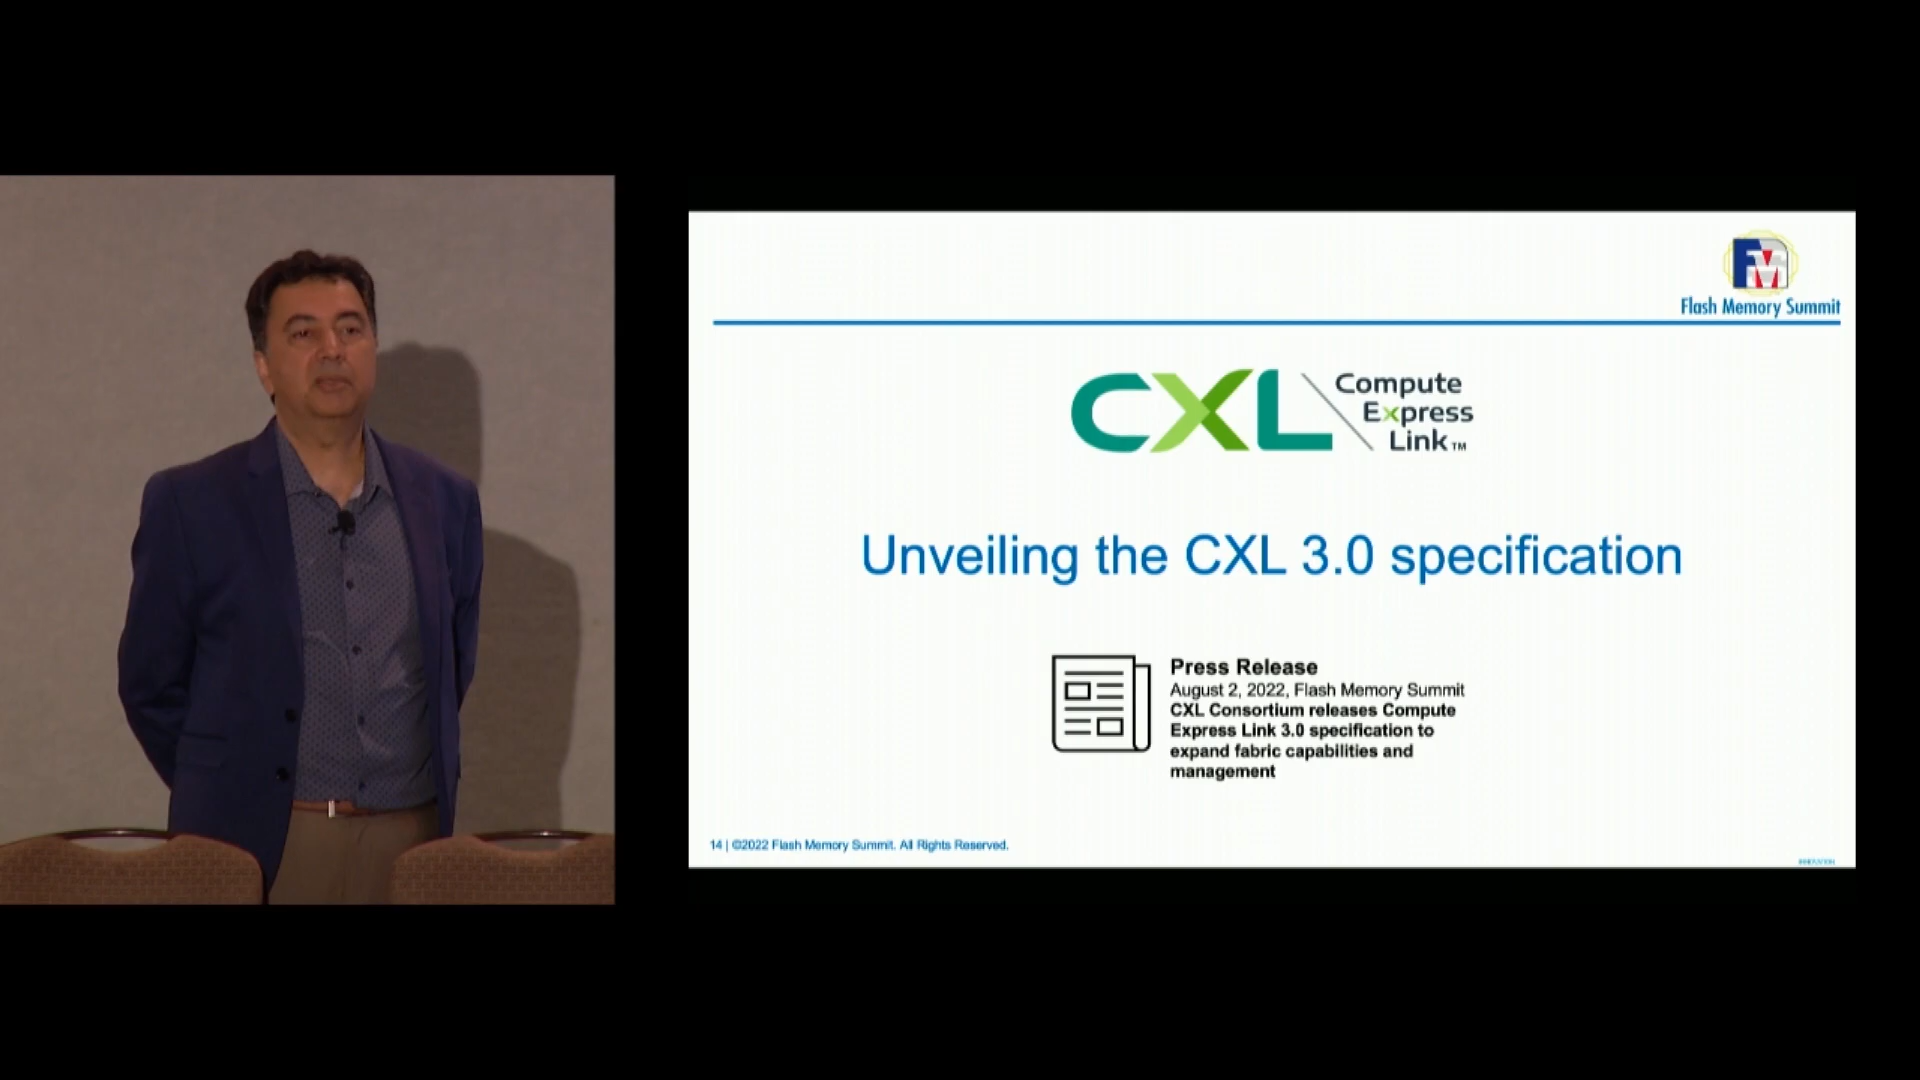 FMS
Flash Memory Summit
CXL
Compute
Express
Link™
Unveiling the CXL 3.0 specification
Press Release
August 2, 2022, Flash Memory Summit
CXL Consortium releases Compute
Express Link 3.0 specification to
expand fabric capabilities and
management
14 | ©2022 Flash Memory Summit. All Rights Reserved.